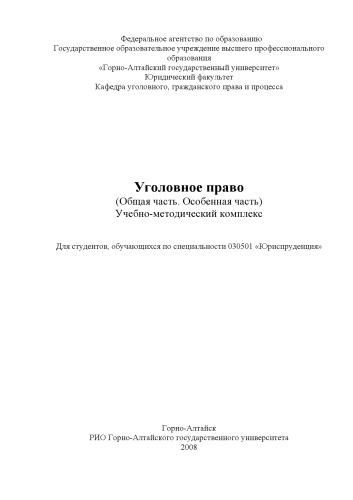 Федеральное агентство по образованию
Государственное образовательное учреждение высшего профессионального
образования
«Горно-Алтайский государственный университет»
Юридический факультет
Кафедра уголовного, гражданского права и процесса
Уголовное право
(Общая часть. Особенная часть)
Учебно-методический комплекс
Для студентов, обучающихся по специальности 030501 «Юриспруденция»
Горно-Алтайск
РИО Горно-Алтайского государственного университета
2008